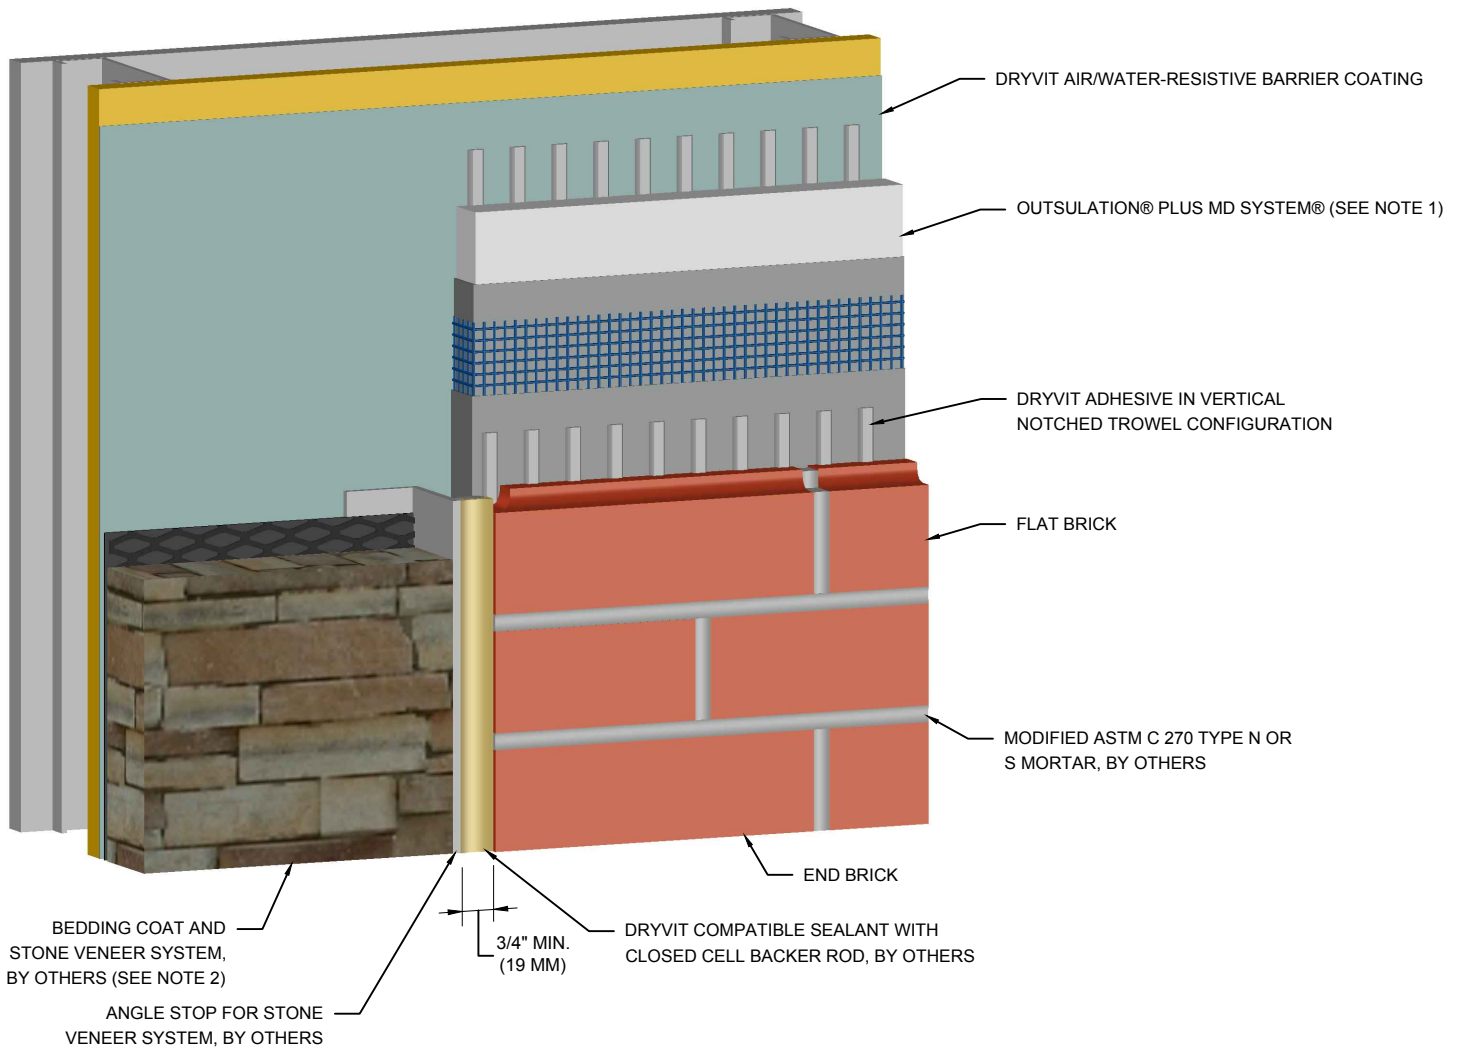 DRYVIT AIR/WATER-RESISTIVE BARRIER COATING
OUTSULATION® PLUS MD SYSTEM® (SEE NOTE 1)
DRYVIT ADHESIVE IN VERTICAL
NOTCHED TROWEL CONFIGURATION
FLAT BRICK
MODIFIED ASTM C 270 TYPE N OR
S MORTAR, BY OTHERS
END BRICK
DRYVIT COMPATIBLE SEALANT WITH
CLOSED CELL BACKER ROD, BY OTHERS
3/4" MIN.
(19 MM)
BEDDING COAT AND
STONE VENEER SYSTEM,
BY OTHERS (SEE NOTE 2)
ANGLE STOP FOR STONE
VENEER SYSTEM, BY OTHERS